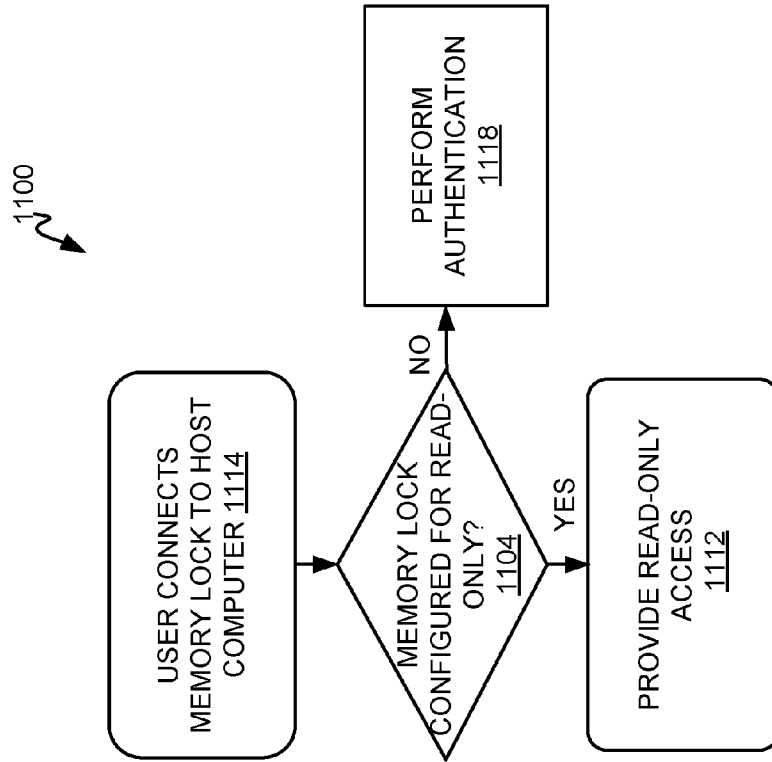 1100
USER CONNECTS
MEMORY LOCK TO HOST
COMPUTER 1114
MEMORY LOCK
CONFIGURED FOR READ-
ONLY?
1104
NO
PERFORM
AUTHENTICATION
1118
YES
PROVIDE READ-ONLY
ACCESS
1112